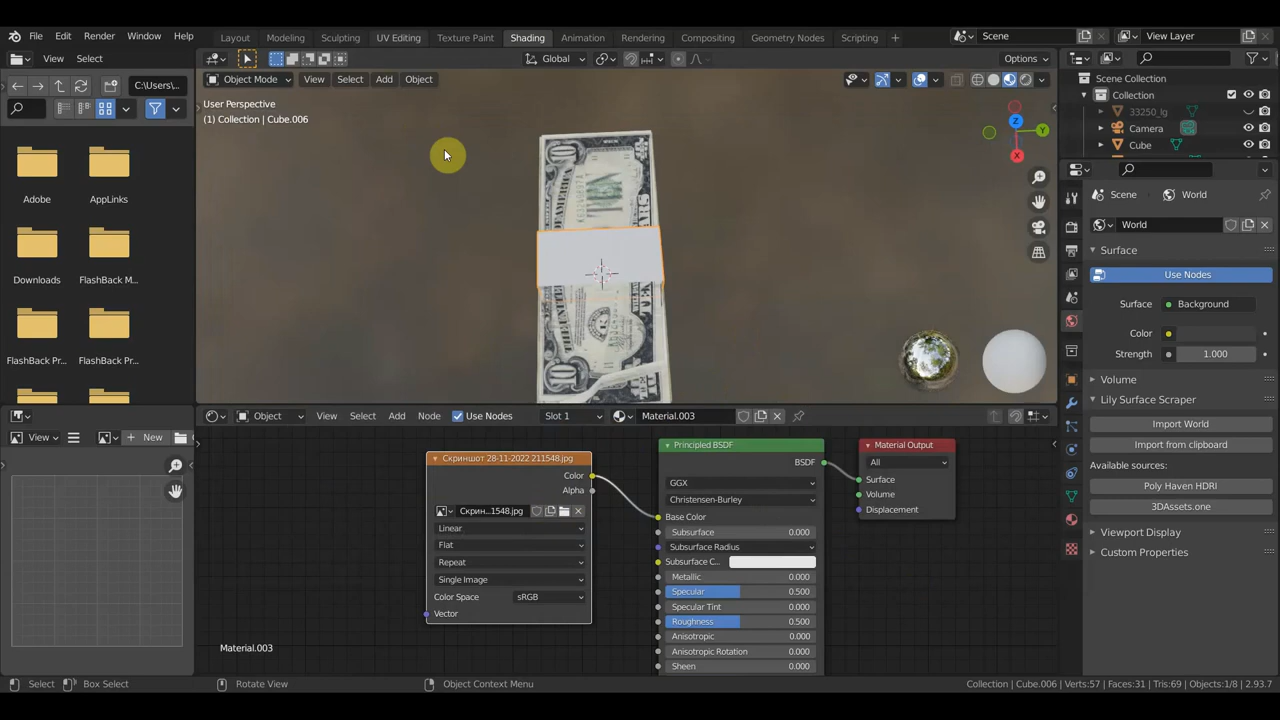 File Edit Render Window Help
Layout Modeling Sculpting UV Editing Texture Paint Shading Animation Rendering Compositing Geometry Nodes Scripting +
Scene View Layer
View Select
Global
Options
C:\Users\...
Object Mode View Select Add Object
User Perspective
(1) Collection | Cube.006
Scene Collection
Collection
33250_lg
Camera
Cube
Adobe AppLinks
Downloads FlashBack M...
FlashBack Pr... FlashBack Pr...
X
Y
Z
10
10
Scene World
World
Surface
Use Nodes
Surface Background
Color
Strength 1.000
Volume
Lily Surface Scraper
Import World
Import from clipboard
Available sources:
Poly Haven HDRI
3DAssets.one
Viewport Display
Custom Properties
View New
Object View Select Add Node Use Nodes Slot 1 Material.003
Скриншот 28-11-2022 211548.jpg
Color
Alpha
Скрин...1548.jpg
Linear
Flat
Repeat
Single Image
Color Space sRGB
Vector
Principled BSDF
BSDF
GGX
Christensen-Burley
Base Color
Subsurface 0.000
Subsurface Radius
Subsurface C...
Metallic 0.000
Specular 0.500
Specular Tint 0.000
Roughness 0.500
Anisotropic 0.000
Anisotropic Rotation 0.000
Sheen 0.000
Material Output
All
Surface
Volume
Displacement
Material.003
Select Box Select Rotate View Object Context Menu
Collection | Cube.006 | Verts:57 | Faces:31 | Tris:69 | Objects:1/8 | 2.93.7